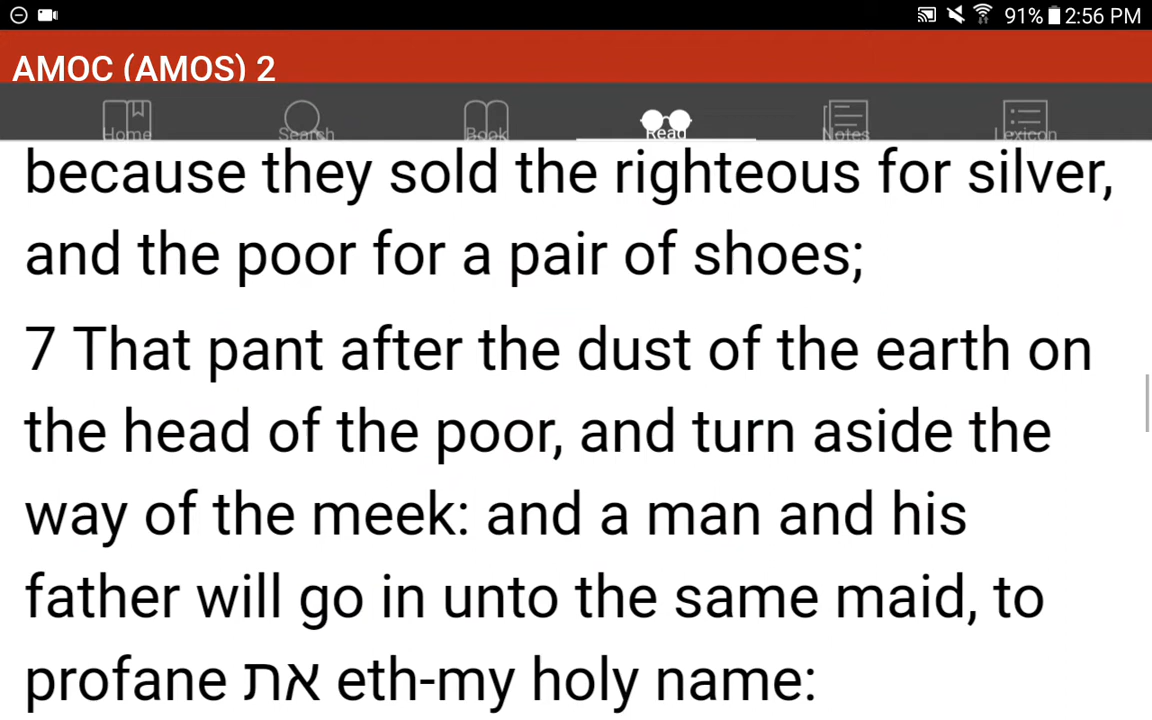 91% 2:56 PM
AMOC (AMOS) 2
Home Search Book Read Notes Lexicon
because they sold the righteous for silver,
and the poor for a pair of shoes;
7 That pant after the dust of the earth on
the head of the poor, and turn aside the
way of the meek: and a man and his
father will go in unto the same maid, to
profane את eth-my holy name: